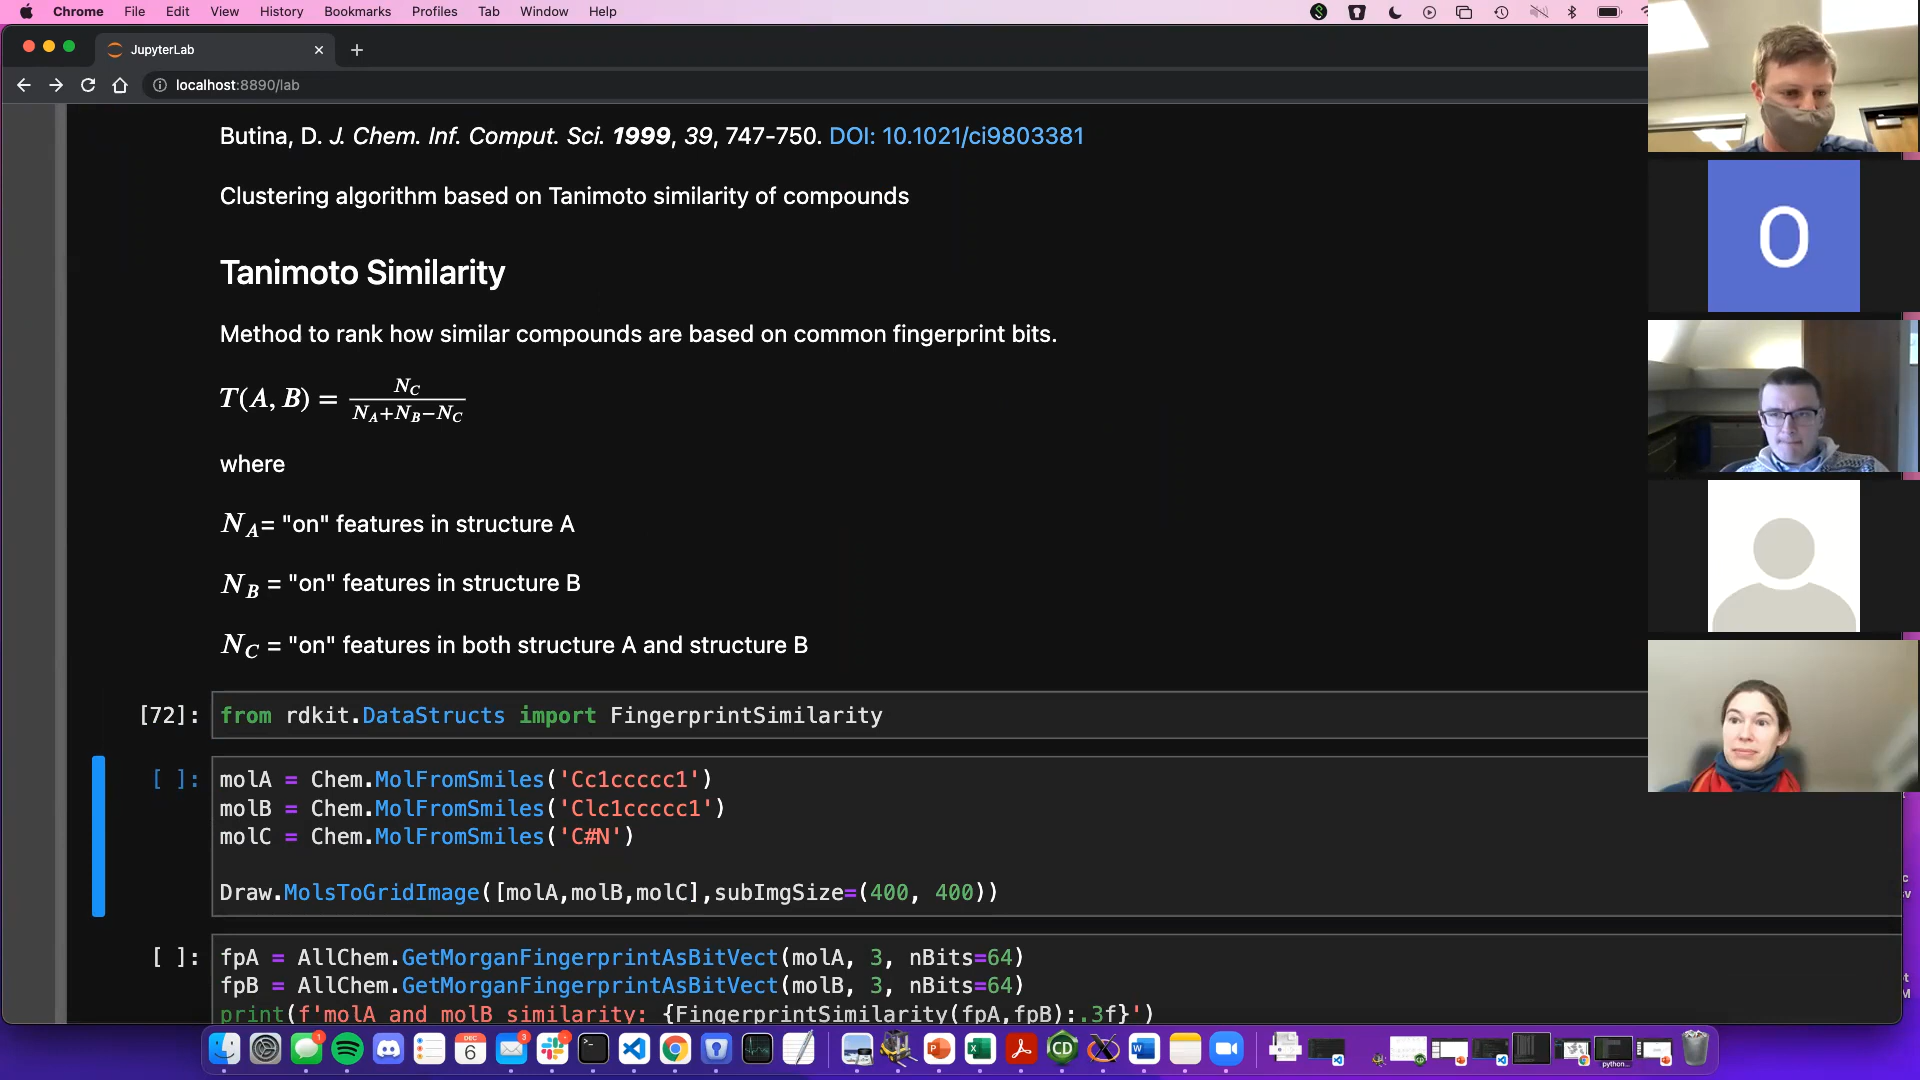 Chrome File Edit View History Bookmarks Profiles Tab Window Help
JupyterLab
localhost:8890/lab
Butina, D. J. Chem. Inf. Comput. Sci. 1999, 39, 747-750. DOI: 10.1021/ci9803381
Clustering algorithm based on Tanimoto similarity of compounds
Tanimoto Similarity
Method to rank how similar compounds are based on common fingerprint bits.
T(A, B) = N_C / (N_A+N_B−N_C)
where
N_A= "on" features in structure A
N_B = "on" features in structure B
N_C = "on" features in both structure A and structure B
[72]: from rdkit.DataStructs import FingerprintSimilarity
[ ]: molA = Chem.MolFromSmiles('Cc1ccccc1')
molB = Chem.MolFromSmiles('Clc1ccccc1')
molC = Chem.MolFromSmiles('C#N')
Draw.MolsToGridImage([molA,molB,molC],subImgSize=(400, 400))
[ ]: fpA = AllChem.GetMorganFingerprintAsBitVect(molA, 3, nBits=64)
fpB = AllChem.GetMorganFingerprintAsBitVect(molB, 3, nBits=64)
print(f'molA and molB similarity: {FingerprintSimilarity(fpA,fpB):.3f}')
O
DEC
6